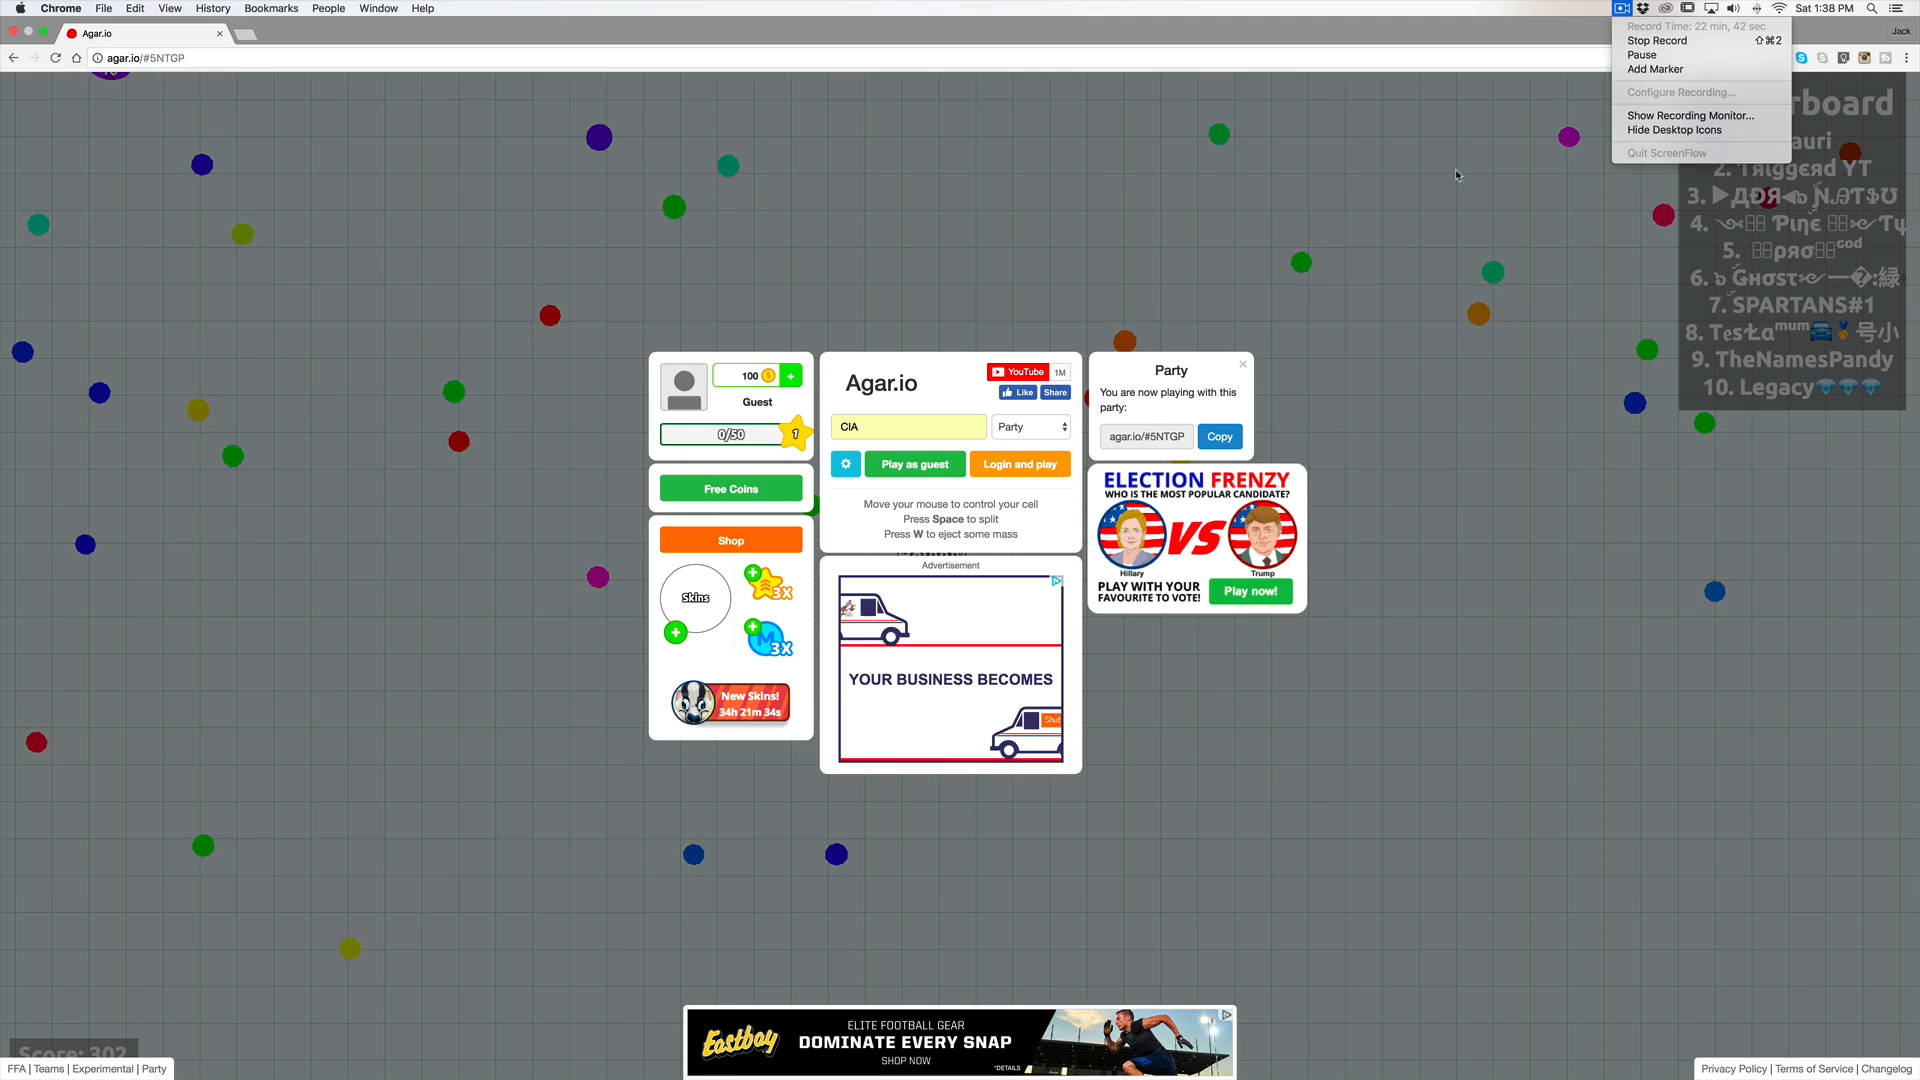 Chrome File Edit View History Bookmarks People Window Help
Sat 1:38 PM
Agar.io
Jack
agar.io/#5NTGP
Record Time: 22 min, 42 sec
Stop Record ⇧⌘2
Pause
Add Marker
Configure Recording...
Show Recording Monitor...
Hide Desktop Icons
Quit ScreenFlow
7. SPARTANS#1
9. TheNamesPandy
10. Legacy💎💎💎
100
Guest
0/50
1
Free Coins
Shop
Skins
3X
M
3X
New Skins!
34h 21m 34s
Agar.io
YouTube 1M
Like Share
CIA
Party
Play as guest
Login and play
Move your mouse to control your cell
Press Space to split
Press W to eject some mass
Advertisement
YOUR BUSINESS BECOMES
Party
You are now playing with this
party:
agar.io/#5NTGP
Copy
ELECTION FRENZY
WHO IS THE MOST POPULAR CANDIDATE?
VS
Hillary
Trump
PLAY WITH YOUR
FAVOURITE TO VOTE!
Play now!
Eastbay
ELITE FOOTBALL GEAR
DOMINATE EVERY SNAP
SHOP NOW
*DETAILS
Score: 302
FFA | Teams | Experimental | Party
Privacy Policy | Terms of Service | Changelog